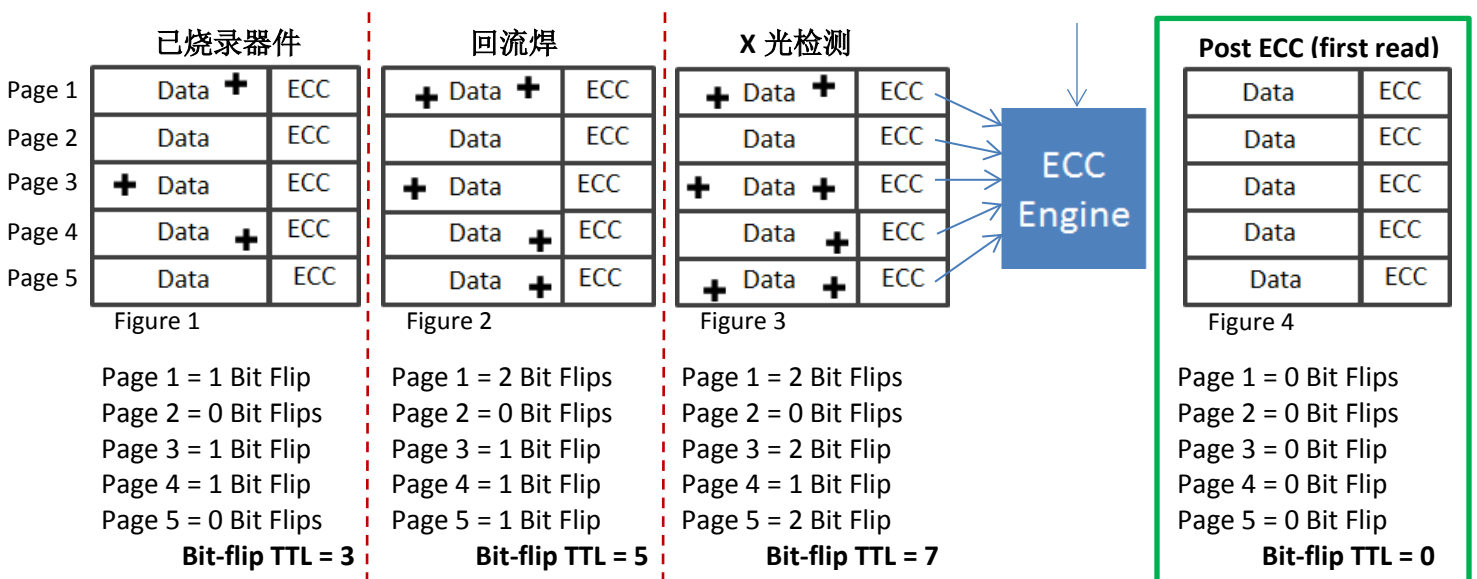 已烧录器件
回流焊
X 光检测
Post ECC (first read)
Page 1
Data
ECC
Data
ECC
Data
ECC
Data
ECC
Page 2
Data
ECC
Data
ECC
Data
ECC
Data
ECC
Page 3
Data
ECC
Data
ECC
Data
ECC
Data
ECC
Page 4
Data
ECC
Data
ECC
Data
ECC
Data
ECC
Page 5
Data
ECC
Data
ECC
Data
ECC
Data
ECC
ECC
Engine
Figure 1
Figure 2
Figure 3
Figure 4
Page 1 = 1 Bit Flip
Page 2 = 0 Bit Flips
Page 3 = 1 Bit Flip
Page 4 = 1 Bit Flip
Page 5 = 0 Bit Flips
Bit-flip TTL = 3
Page 1 = 2 Bit Flips
Page 2 = 0 Bit Flips
Page 3 = 1 Bit Flip
Page 4 = 1 Bit Flip
Page 5 = 1 Bit Flip
Bit-flip TTL = 5
Page 1 = 2 Bit Flips
Page 2 = 0 Bit Flips
Page 3 = 2 Bit Flip
Page 4 = 1 Bit Flip
Page 5 = 2 Bit Flip
Bit-flip TTL = 7
Page 1 = 0 Bit Flips
Page 2 = 0 Bit Flips
Page 3 = 0 Bit Flip
Page 4 = 0 Bit Flip
Page 5 = 0 Bit Flip
Bit-flip TTL = 0